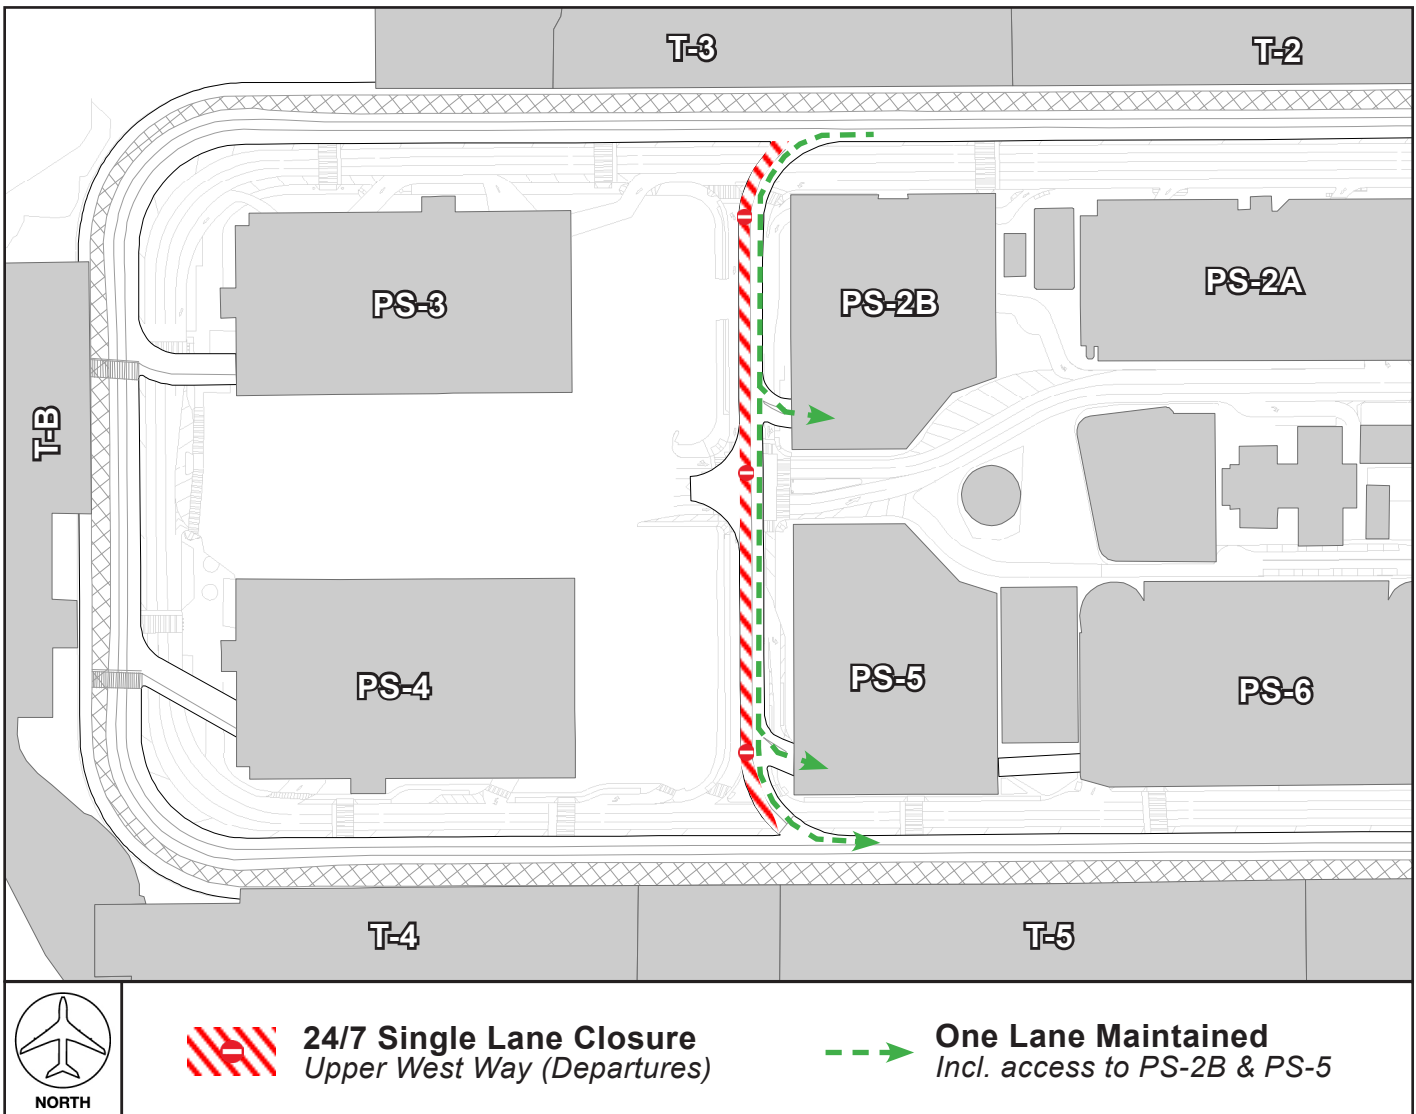 T-3
T-2
PS-3
PS-2B
PS-2A
T-B
PS-4
PS-5
PS-6
T-4
T-5
NORTH
24/7 Single Lane Closure
Upper West Way (Departures)
One Lane Maintained
Incl. access to PS-2B & PS-5